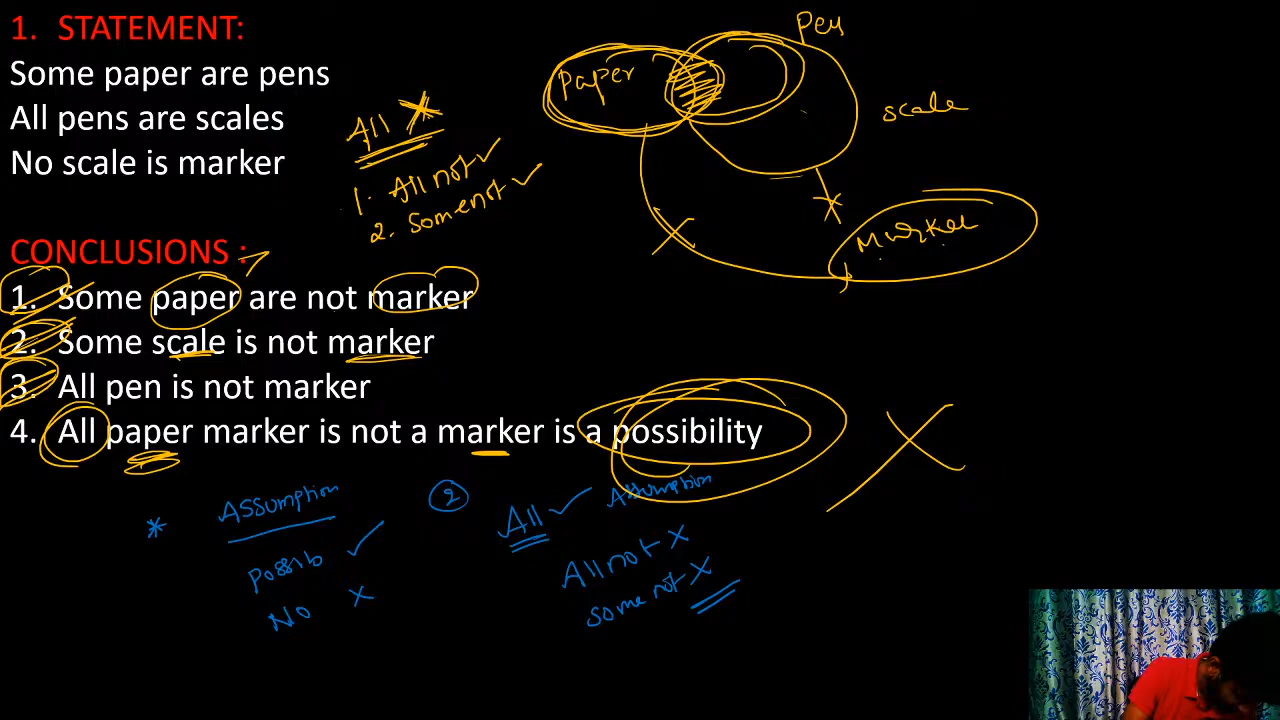 1. STATEMENT:
Some paper are pens
All pens are scales
No scale is marker
CONCLUSIONS :
1. Some paper are not marker
2. Some scale is not marker
3. All pen is not marker
4. All paper marker is not a marker is a possibility
All
1. All not ✓
2. Some not ✓
Pen
Paper
scale
Marker
* Assumption
Possib ✓
No X
2
All ✓ Assumption
All not X
some not X